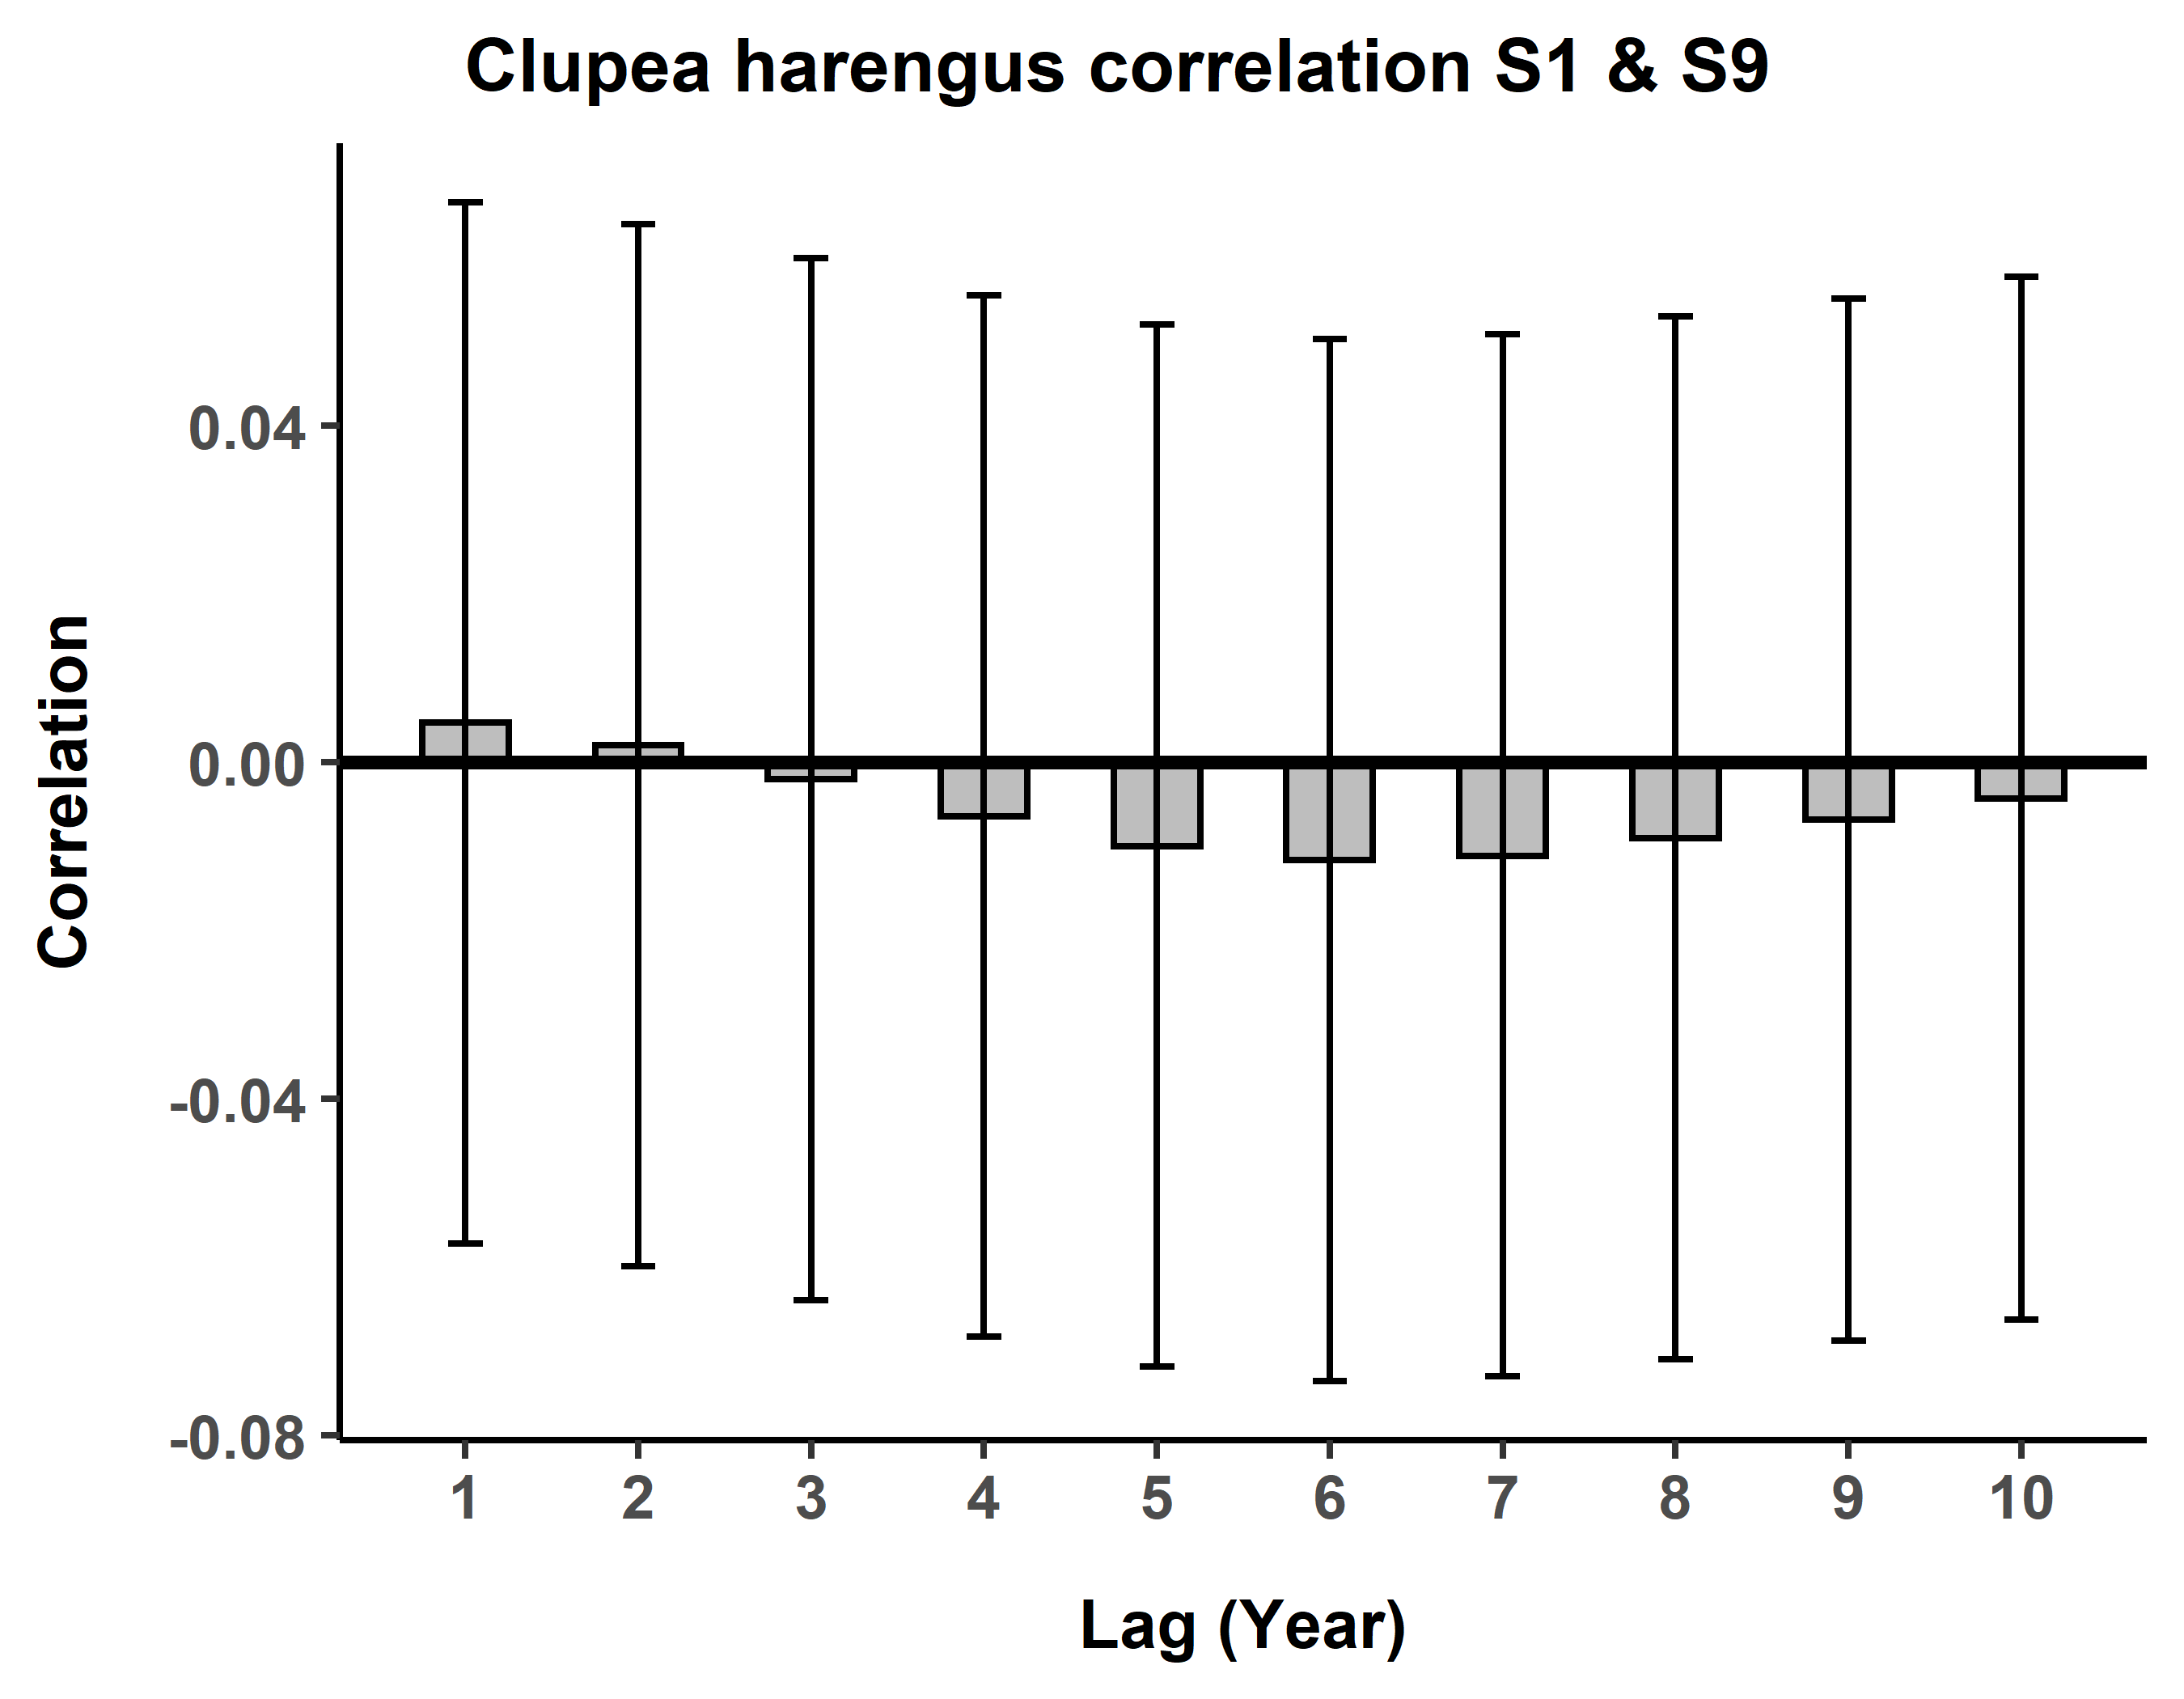 Clupea harengus correlation S1 & S9
Correlation
0.04
0.00
-0.04
-0.08
1 2 3 4 5 6 7 8 9 10
Lag (Year)